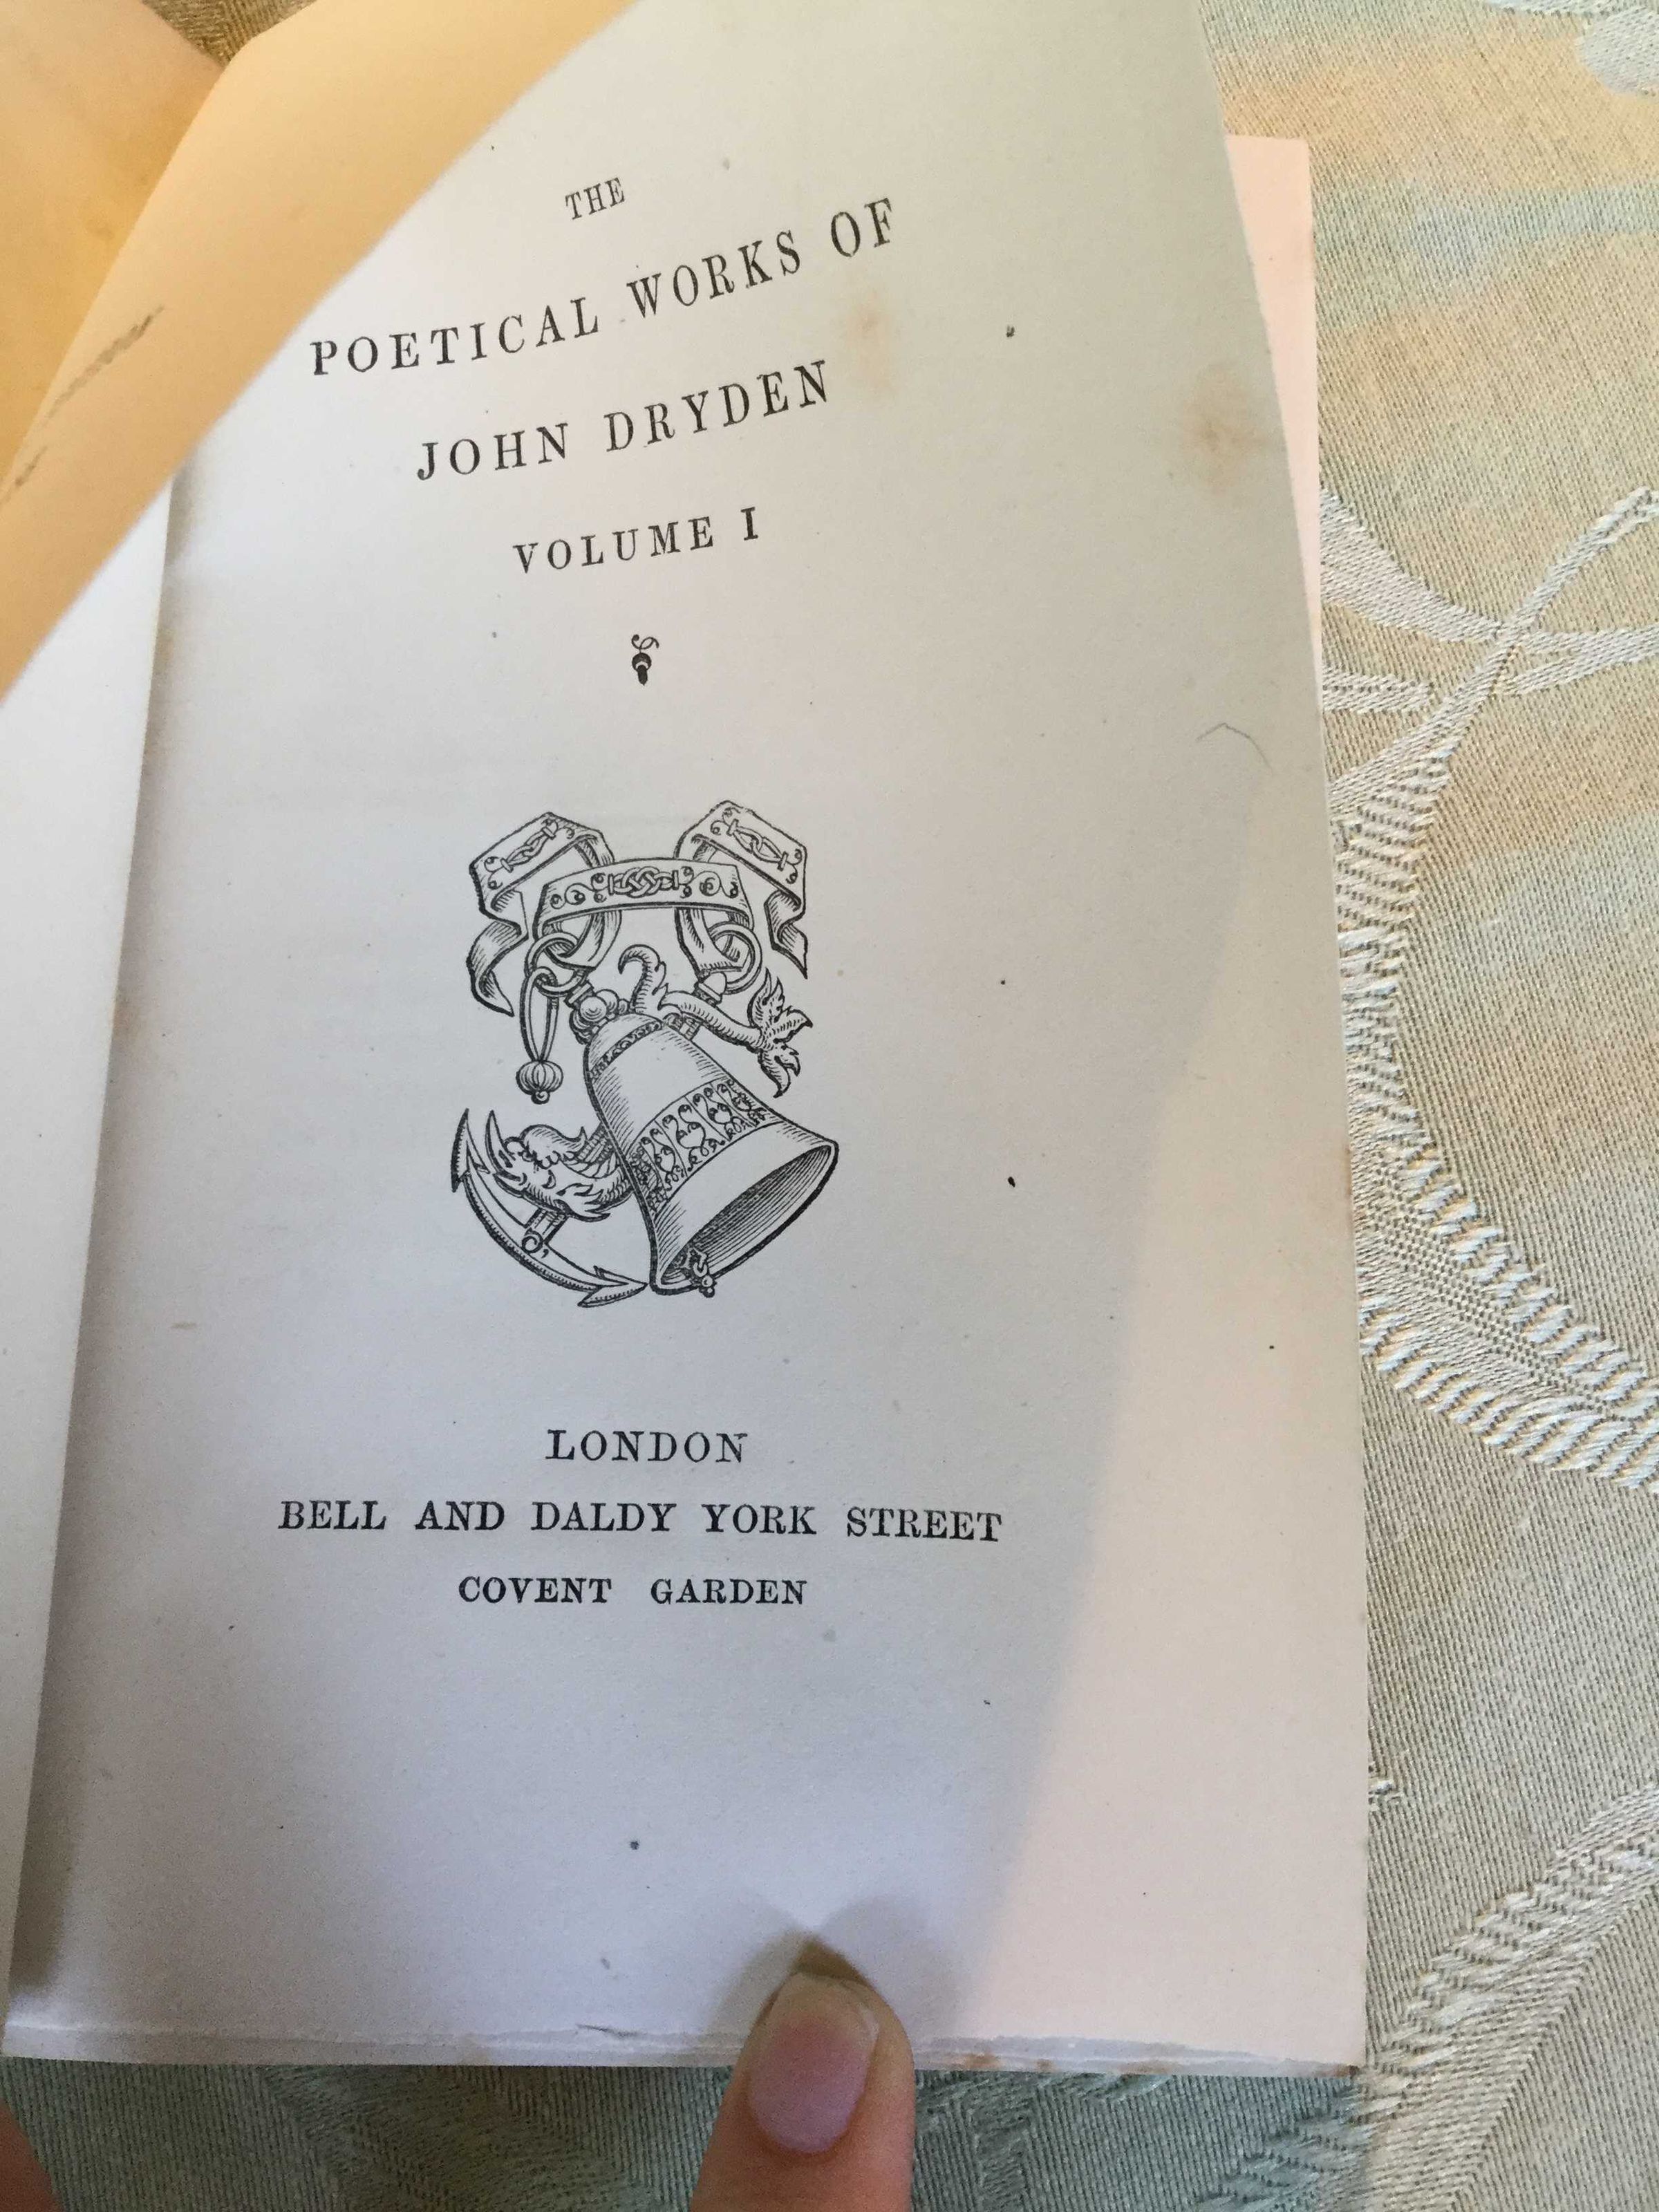 THE
POETICAL WORKS OF
JOHN DRYDEN
VOLUME I
LONDON
BELL AND DALDY YORK STREET
COVENT GARDEN